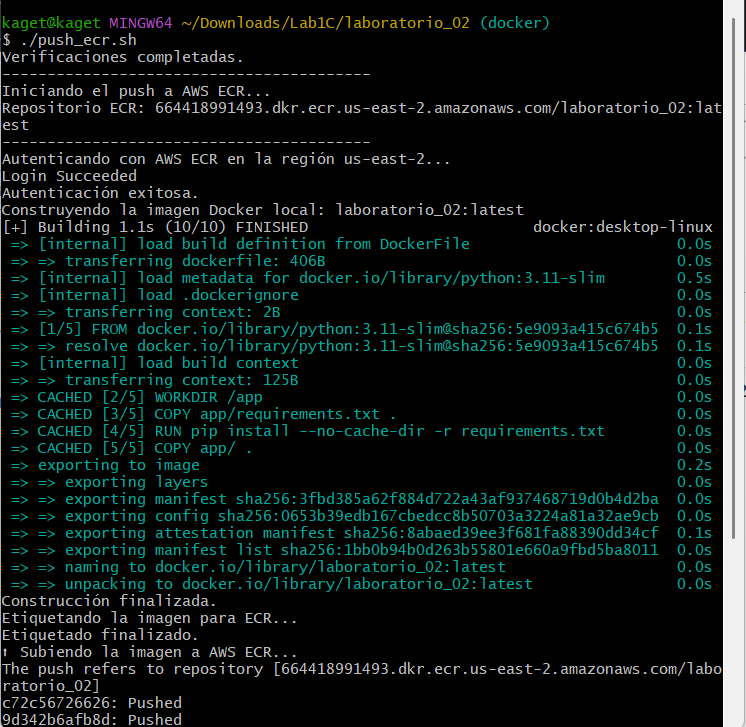 kaget@kaget MINGW64 ~/Downloads/Lab1C/laboratorio_02 (docker)
$ ./push_ecr.sh
Verificaciones completadas.
-----------------------------------------
Iniciando el push a AWS ECR...
Repositorio ECR: 664418991493.dkr.ecr.us-east-2.amazonaws.com/laboratorio_02:lat
est
-----------------------------------------
Autenticando con AWS ECR en la región us-east-2...
Login Succeeded
Autenticación exitosa.
Construyendo la imagen Docker local: laboratorio_02:latest
[+] Building 1.1s (10/10) FINISHED docker:desktop-linux
=> [internal] load build definition from DockerFile 0.0s
=> => transferring dockerfile: 406B 0.0s
=> [internal] load metadata for docker.io/library/python:3.11-slim 0.5s
=> [internal] load .dockerignore 0.0s
=> => transferring context: 2B 0.0s
=> [1/5] FROM docker.io/library/python:3.11-slim@sha256:5e9093a415c674b5 0.1s
=> => resolve docker.io/library/python:3.11-slim@sha256:5e9093a415c674b5 0.1s
=> [internal] load build context 0.0s
=> => transferring context: 125B 0.0s
=> CACHED [2/5] WORKDIR /app 0.0s
=> CACHED [3/5] COPY app/requirements.txt . 0.0s
=> CACHED [4/5] RUN pip install --no-cache-dir -r requirements.txt 0.0s
=> CACHED [5/5] COPY app/ . 0.0s
=> exporting to image 0.2s
=> => exporting layers 0.0s
=> => exporting manifest sha256:3fbd385a62f884d722a43af937468719d0b4d2ba 0.0s
=> => exporting config sha256:0653b39edb167cbedcc8b50703a3224a81a32ae9cb 0.0s
=> => exporting attestation manifest sha256:8abaed39ee3f681fa88390dd34cf 0.1s
=> => exporting manifest list sha256:1bb0b94b0d263b55801e660a9fbd5ba8011 0.0s
=> => naming to docker.io/library/laboratorio_02:latest 0.0s
=> => unpacking to docker.io/library/laboratorio_02:latest 0.0s
Construcción finalizada.
Etiquetando la imagen para ECR...
Etiquetado finalizado.
⬆ Subiendo la imagen a AWS ECR...
The push refers to repository [664418991493.dkr.ecr.us-east-2.amazonaws.com/labo
ratorio_02]
c72c56726626: Pushed
9d342b6afb8d: Pushed